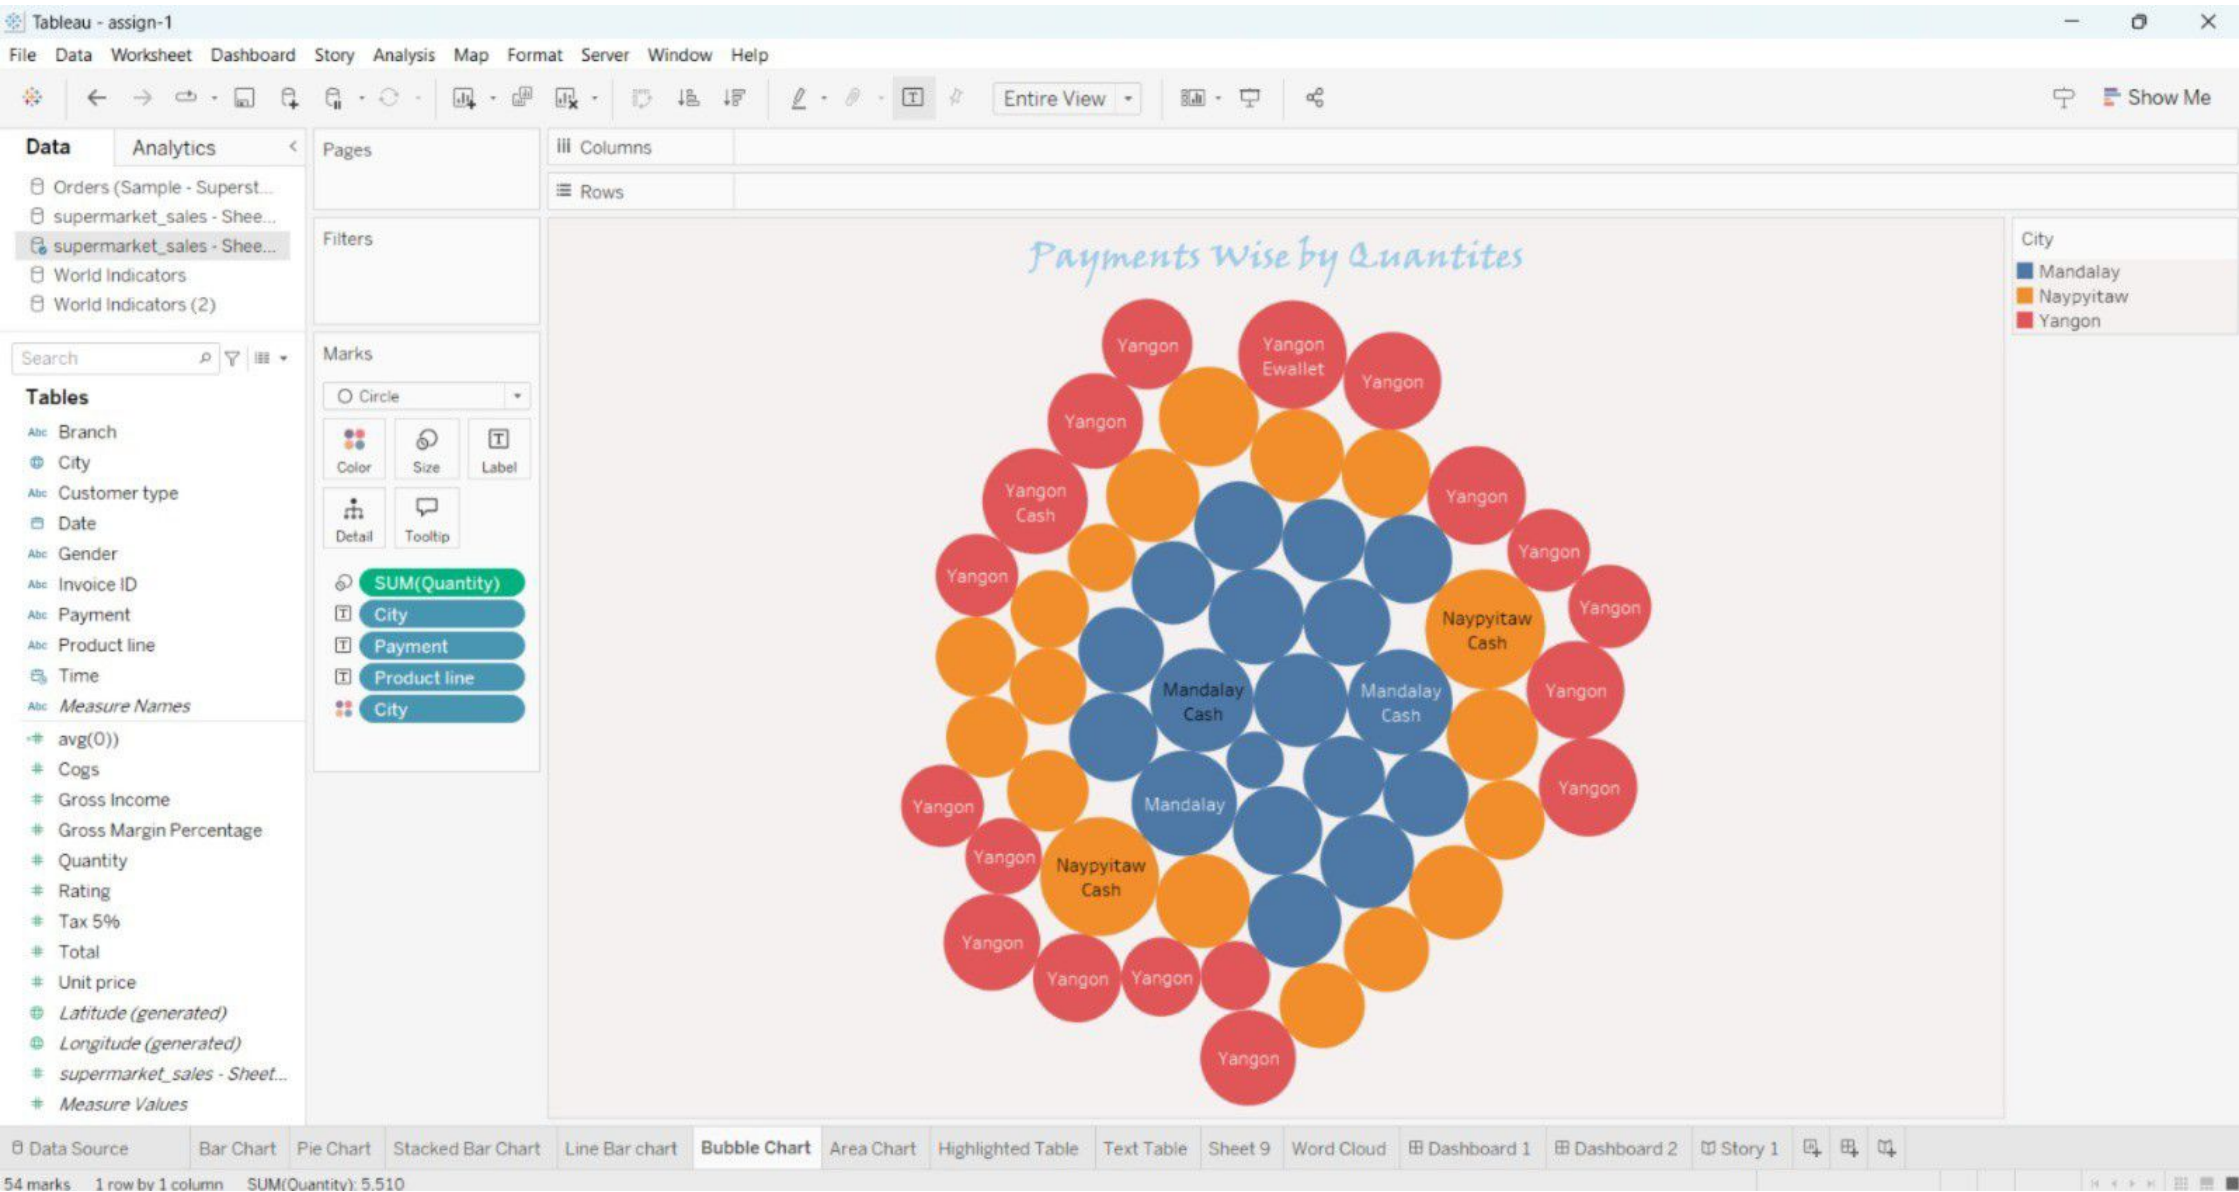 Tableau - assign-1
File Data Worksheet Dashboard Story Analysis Map Format Server Window Help
Entire View
Show Me
Data Analytics
Orders (Sample - Superst...
supermarket_sales - Shee...
supermarket_sales - Shee...
World Indicators
World Indicators (2)
Search
Tables
Abc Branch
City
Abc Customer type
Date
Abc Gender
Abc Invoice ID
Abc Payment
Abc Product line
Time
Abc Measure Names
avg(0))
Cogs
Gross Income
Gross Margin Percentage
Quantity
Rating
Tax 5%
Total
Unit price
Latitude (generated)
Longitude (generated)
supermarket_sales - Sheet...
Measure Values
Pages
Filters
Marks
Circle
Color Size Label
Detail Tooltip
SUM(Quantity)
City
Payment
Product line
City
Columns
Rows
Payments Wise by Quantites
Yangon
Yangon
Ewallet
Yangon
Yangon
Yangon
Cash
Yangon
Yangon
Yangon
Yangon
Naypyitaw
Cash
Yangon
Mandalay
Cash
Mandalay
Cash
Yangon
Yangon
Mandalay
Yangon
Yangon
Naypyitaw
Cash
Yangon
Yangon
Yangon
Yangon
City
Mandalay
Naypyitaw
Yangon
Data Source Bar Chart Pie Chart Stacked Bar Chart Line Bar chart Bubble Chart Area Chart Highlighted Table Text Table Sheet 9 Word Cloud Dashboard 1 Dashboard 2 Story 1
54 marks 1 row by 1 column SUM(Quantity): 5,510